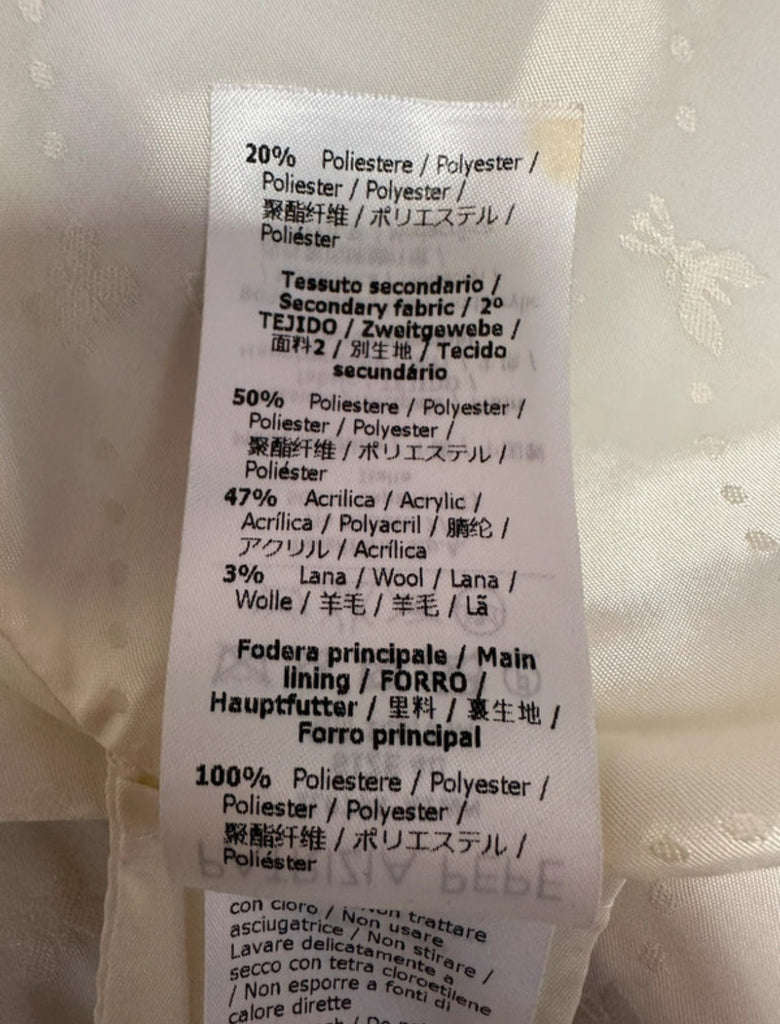 20% Poliestere / Polyester /
Poliester / Polyester /
聚酯纤维 / ポリエステル /
Poliéster
Tessuto secondario /
Secondary fabric / 2º
TEJIDO / Zweitgewebe /
面料2 / 別生地 / Tecido
secundário
50% Poliestere / Polyester /
Poliester / Polyester /
聚酯纤维 / ポリエステル /
Poliéster
47% Acrilica / Acrylic /
Acrílica / Polyacril / 腈纶 /
アクリル / Acrílica
3% Lana / Wool / Lana /
Wolle / 羊毛 / 羊毛 / Lã
Fodera principale / Main
lining / FORRO /
Hauptfutter / 里料 / 裏生地 /
Forro principal
100% Poliestere / Polyester /
Poliester / Polyester /
聚酯纤维 / ポリエステル /
Poliéster
PATRIZIA PEPE
con cloro / Non trattare
asciugatrice / Non usare
Lavare delicatamente a
secco con tetra cloroetilene
/ Non esporre a fonti di
calore dirette